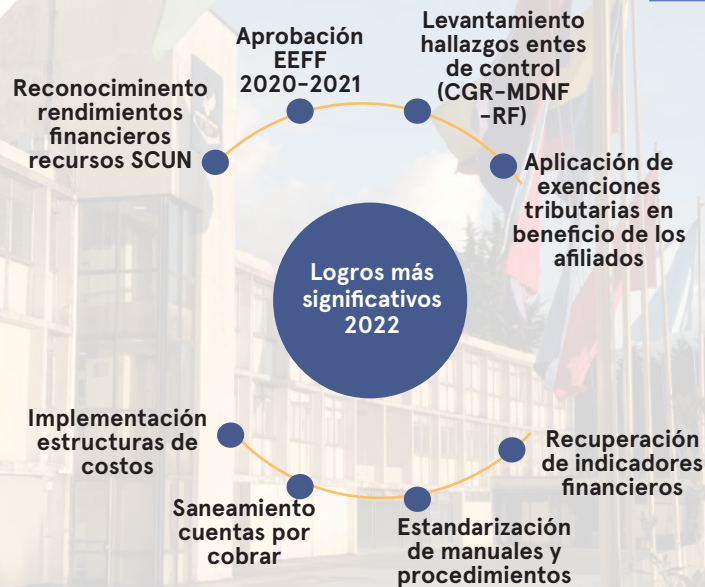 Reconociminento
rendimientos
financieros
recursos SCUN
Aprobación
EEFF
2020-2021
Levantamiento
hallazgos entes
de control
(CGR-MDNF
-RF)
Aplicación de
exenciones
tributarias en
beneficio de los
afiliados
Logros más
significativos
2022
Implementación
estructuras de
costos
Saneamiento
cuentas por
cobrar
Estandarización
de manuales y
procedimientos
Recuperación
de indicadores
financieros